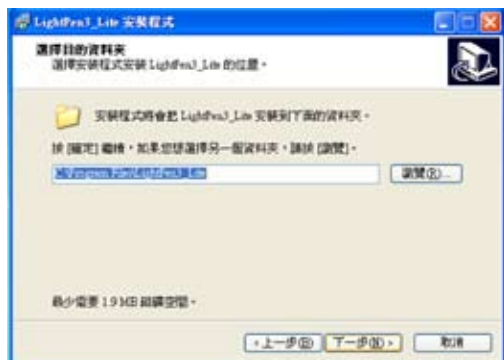 LightPen3_Lite 安裝程式
選擇目的資料夾
選擇安裝程式安裝 LightPen3_Lite 的位置。
安裝程式將會把 LightPen3_Lite 安裝到下面的資料夾。
按 [確定] 繼續,如果您想選擇另一個資料夾,請按 [瀏覽]。
C:\Program File\LightPen3_Lite
瀏覽(R)...
最少需要 1.9 MB 磁碟空間。
<上一步(B) 下一步(N)> 取消